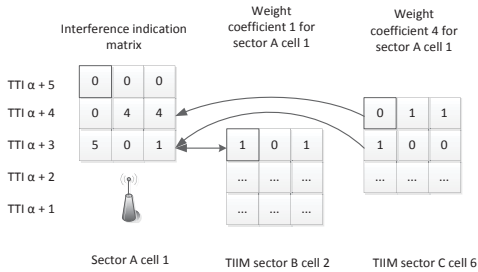 Interference indication
matrix
Weight
coefficient 1 for
sector A cell 1
Weight
coefficient 4 for
sector A cell 1
TTI α + 5
0 0 0
TTI α + 4
0 4 4
0 1 1
TTI α + 3
5 0 1
1 0 1
1 0 0
TTI α + 2
... ... ...
... ... ...
TTI α + 1
... ... ...
Sector A cell 1
TIIM sector B cell 2
TIIM sector C cell 6